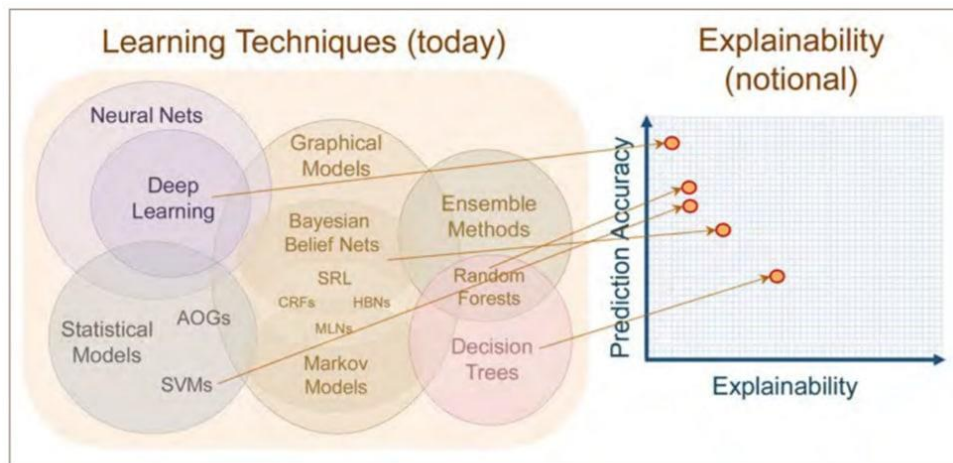 Learning Techniques (today)
Neural Nets
Deep
Learning
Graphical
Models
Bayesian
Belief Nets
SRL
CRFs
HBNs
MLNs
Markov
Models
Ensemble
Methods
Random
Forests
Decision
Trees
Statistical
Models
AOGs
SVMs
Explainability
(notional)
Prediction Accuracy
Explainability